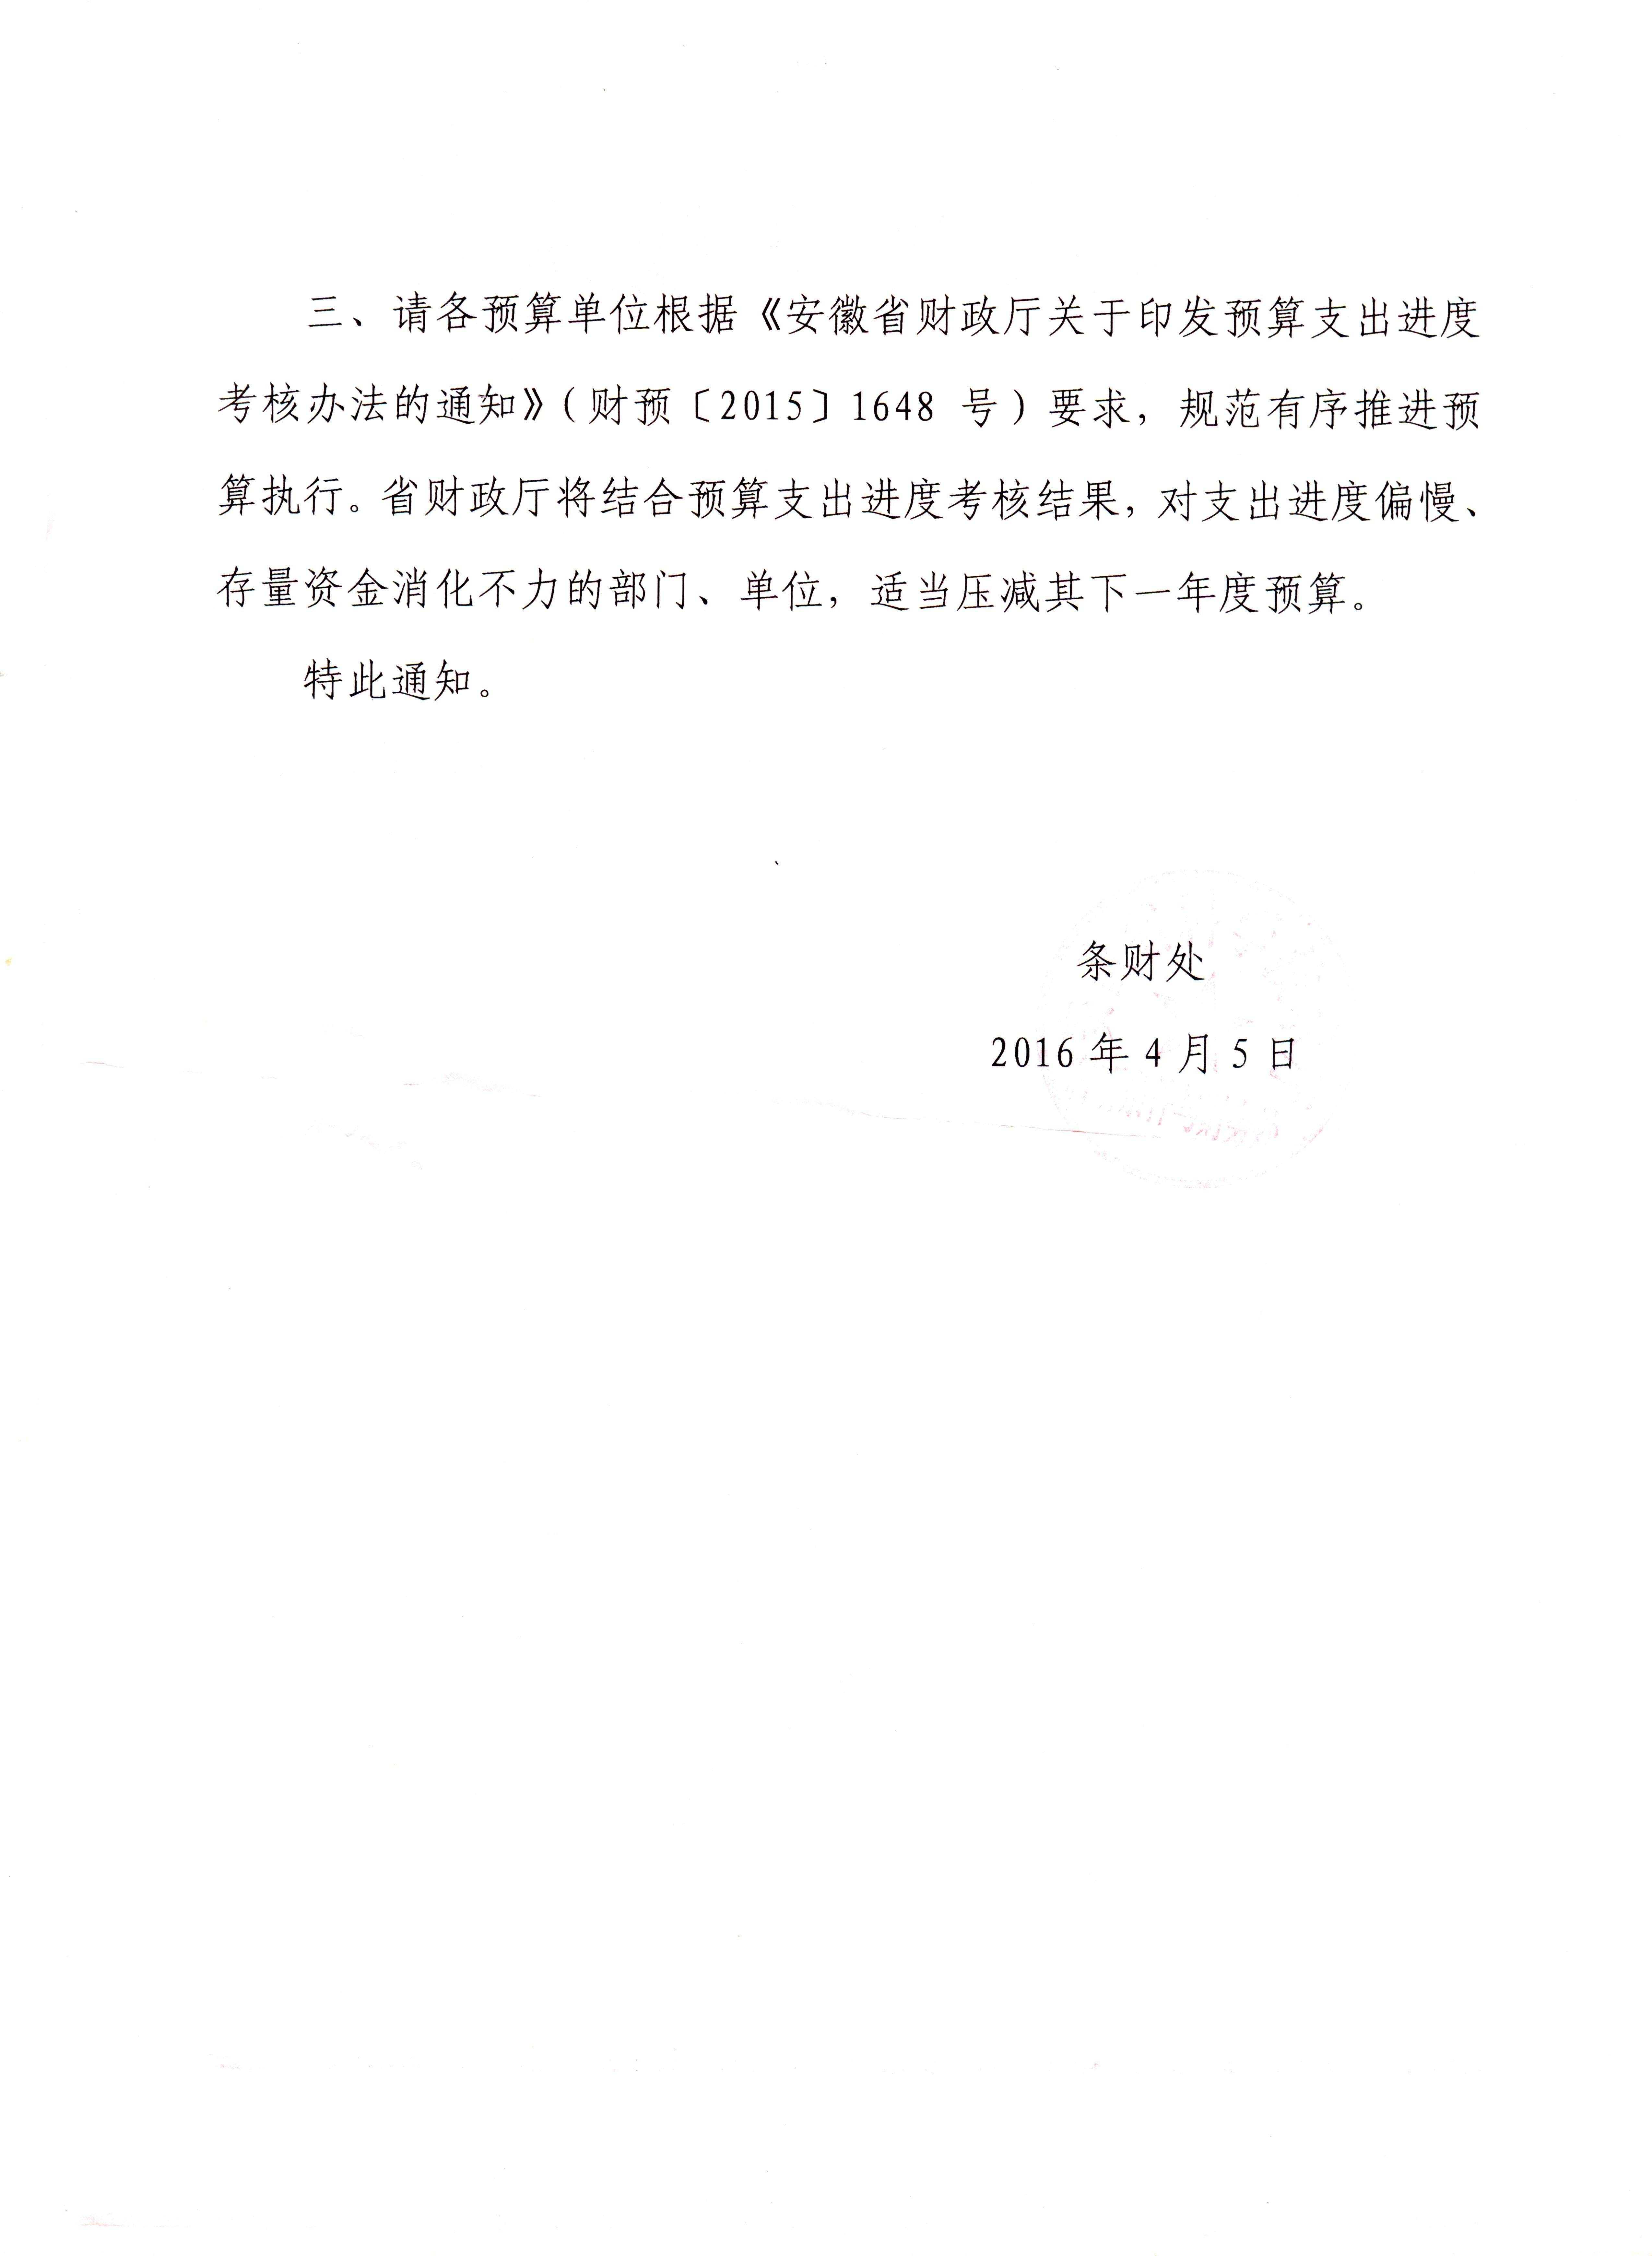 三、请各预算单位根据《安徽省财政厅关于印发预算支出进度
考核办法的通知》（财预〔2015〕1648 号）要求，规范有序推进预
算执行。省财政厅将结合预算支出进度考核结果，对支出进度偏慢、
存量资金消化不力的部门、单位，适当压减其下一年度预算。
特此通知。
条财处
2016 年 4 月 5 日